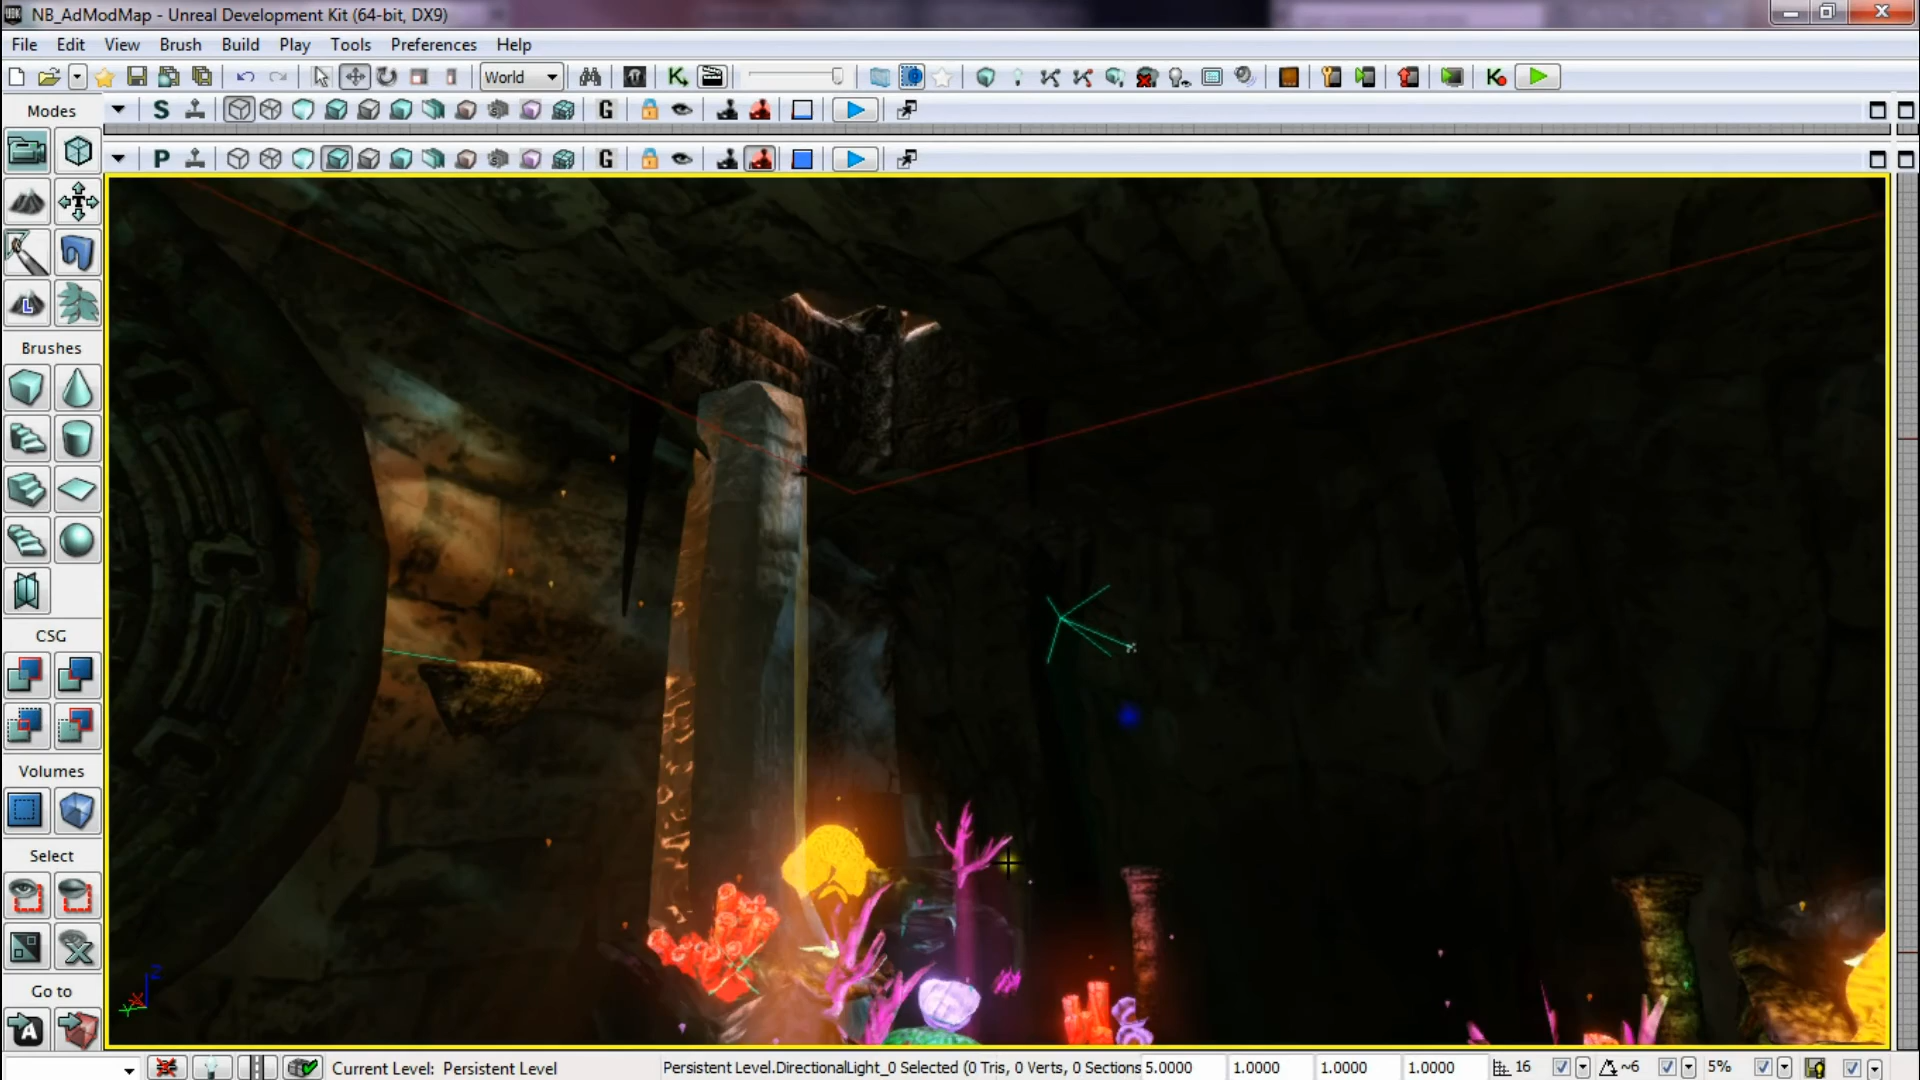 NB_AdModMap - Unreal Development Kit (64-bit, DX9)
File Edit View Brush Build Play Tools Preferences Help
World
Modes
S G
P G
L
Brushes
CSG
Volumes
Select
Go to
A
Z
X
Y
Current Level: Persistent Level
Persistent Level.DirectionalLight_0 Selected (0 Tris, 0 Verts, 0 Sections
5.0000 1.0000 1.0000 1.0000 16 ~6 5%